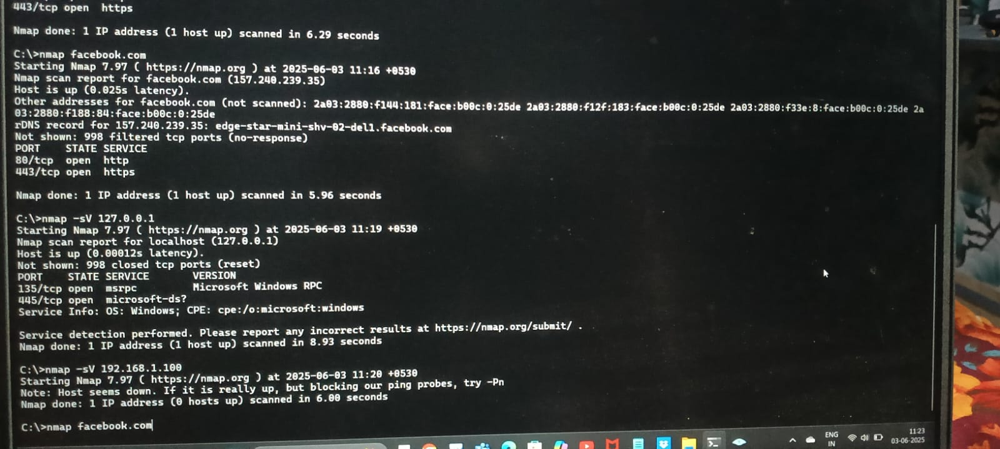 443/tcp open  https
Nmap done: 1 IP address (1 host up) scanned in 6.29 seconds
C:\>nmap facebook.com
Starting Nmap 7.97 ( https://nmap.org ) at 2025-06-03 11:16 +0530
Nmap scan report for facebook.com (157.240.239.35)
Host is up (0.025s latency).
Other addresses for facebook.com (not scanned): 2a03:2880:f144:181:face:b00c:0:25de 2a03:2880:f12f:183:face:b00c:0:25de 2a03:2880:f33e:8:face:b00c:0:25de 2a
03:2880:f188:84:face:b00c:0:25de
rDNS record for 157.240.239.35: edge-star-mini-shv-02-del1.facebook.com
Not shown: 998 filtered tcp ports (no-response)
PORT    STATE SERVICE
80/tcp  open  http
443/tcp open  https
Nmap done: 1 IP address (1 host up) scanned in 5.96 seconds
C:\>nmap -sV 127.0.0.1
Starting Nmap 7.97 ( https://nmap.org ) at 2025-06-03 11:19 +0530
Nmap scan report for localhost (127.0.0.1)
Host is up (0.00012s latency).
Not shown: 998 closed tcp ports (reset)
PORT    STATE SERVICE       VERSION
135/tcp open  msrpc         Microsoft Windows RPC
445/tcp open  microsoft-ds?
Service Info: OS: Windows; CPE: cpe:/o:microsoft:windows
Service detection performed. Please report any incorrect results at https://nmap.org/submit/ .
Nmap done: 1 IP address (1 host up) scanned in 8.93 seconds
C:\>nmap -sV 192.168.1.100
Starting Nmap 7.97 ( https://nmap.org ) at 2025-06-03 11:20 +0530
Note: Host seems down. If it is really up, but blocking our ping probes, try -Pn
Nmap done: 1 IP address (0 hosts up) scanned in 6.00 seconds
C:\>nmap facebook.com
ENG
IN
11:23
03-06-2025